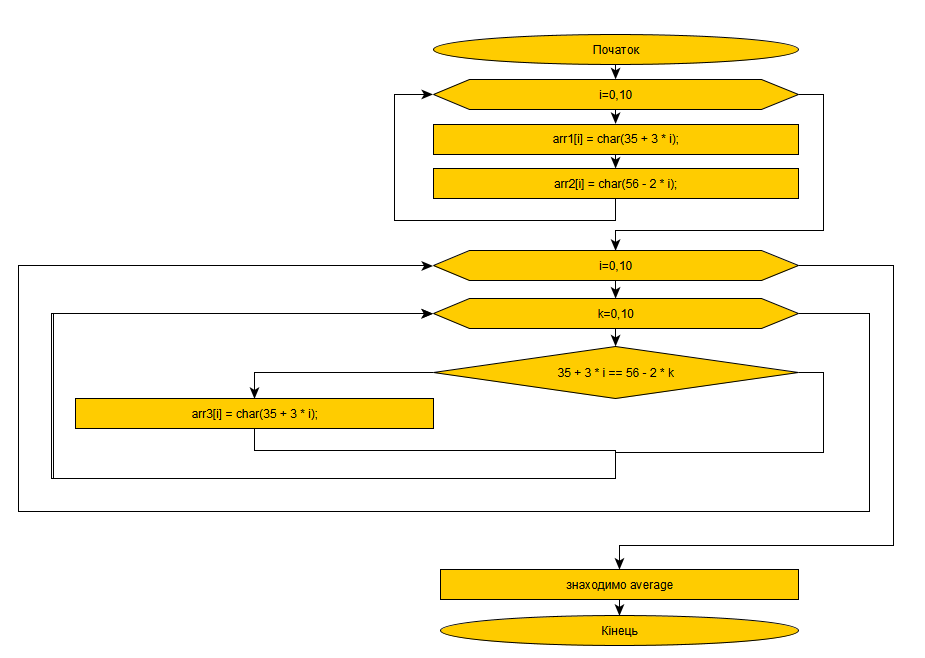 Початок
i=0,10
arr1[i] = char(35 + 3 * i);
arr2[i] = char(56 - 2 * i);
i=0,10
k=0,10
35 + 3 * i == 56 - 2 * k
arr3[i] = char(35 + 3 * i);
знаходимо average
Кінець